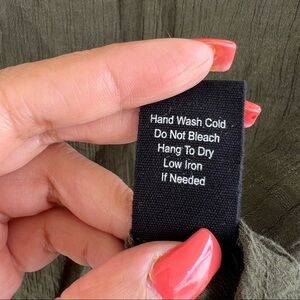 Hand Wash Cold
Do Not Bleach
Hang To Dry
Low Iron
If Needed